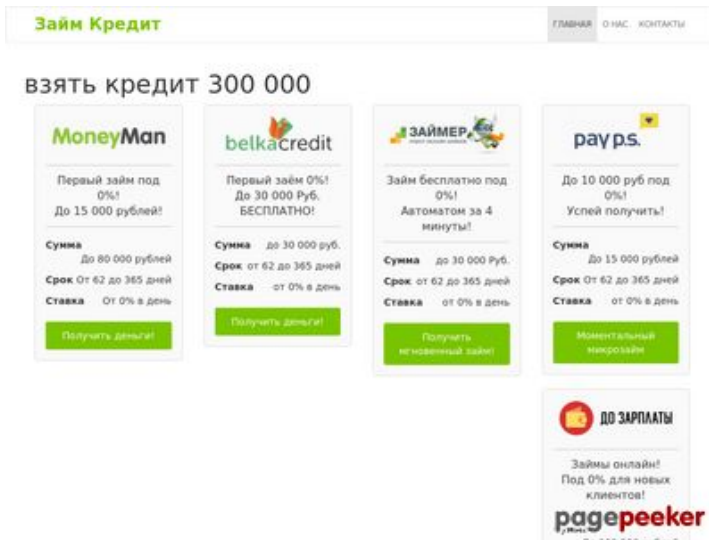 Займ Кредит
ГЛАВНАЯ О НАС КОНТАКТЫ
взять кредит 300 000
MoneyMan
Первый займ под
0%!
До 15 000 рублей!
Сумма
До 80 000 рублей
Срок От 62 до 365 дней
Ставка От 0% в день
Получить деньги!
belkacredit
Первый заём 0%!
До 30 000 Руб.
БЕСПЛАТНО!
Сумма до 30 000 руб.
Срок от 62 до 365 дней
Ставка от 0% в день
Получить деньги!
ЗАЙМЕР
Займ бесплатно под
0%!
Автоматом за 4
минуты!
Сумма до 30 000 Руб.
Срок от 62 до 365 дней
Ставка от 0% в день
Получить
мгновенный займ!
pay p.s.
До 10 000 руб под
0%!
Успей получить!
Сумма
До 15 000 рублей
Срок От 62 до 365 дней
Ставка От 0% в день
Моментальный
микрозайм
ДО ЗАРПЛАТЫ
Займы онлайн!
Под 0% для новых
клиентов!
pagepeeker